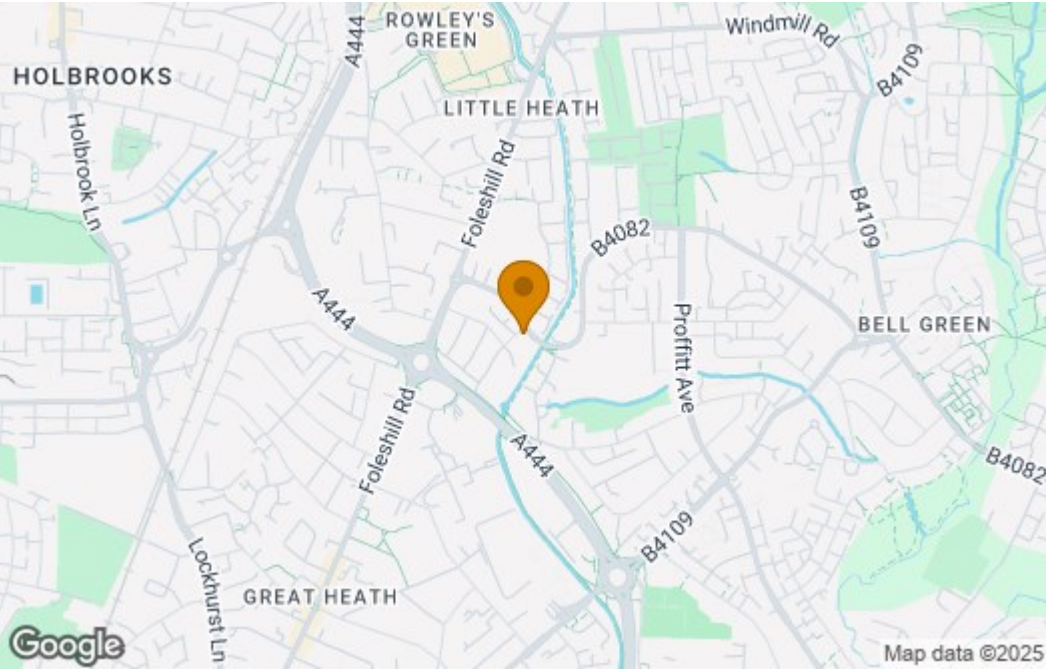 ROWLEY'S
GREEN
A444
Windmill Rd
B4109
HOLBROOKS
LITTLE HEATH
Holbrook Ln
Foleshill Rd
B4109
B4082
A444
Proffitt Ave
BELL GREEN
Foleshill Rd
A444
B4082
B4109
Lockhurst Ln
GREAT HEATH
Google
Map data ©2025